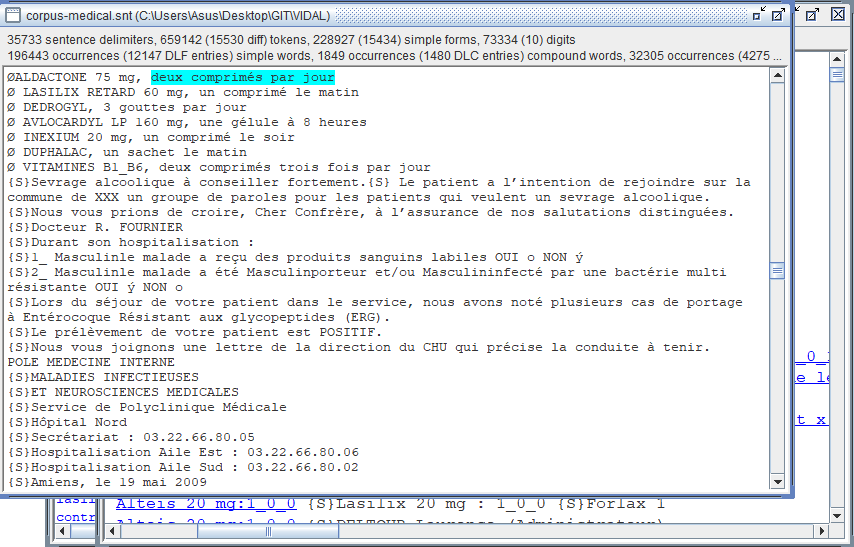 corpus-medical.snt (C:\Users\Asus\Desktop\GIT\VIDAL)
35733 sentence delimiters, 659142 (15530 diff) tokens, 228927 (15434) simple forms, 73334 (10) digits
196443 occurrences (12147 DLF entries) simple words, 1849 occurrences (1480 DLC entries) compound words, 32305 occurrences (4275 ...
ØALDACTONE 75 mg, deux comprimés par jour
Ø LASILIX RETARD 60 mg, un comprimé le matin
Ø DEDROGYL, 3 gouttes par jour
Ø AVLOCARDYL LP 160 mg, une gélule à 8 heures
Ø INEXIUM 20 mg, un comprimé le soir
Ø DUPHALAC, un sachet le matin
Ø VITAMINES B1_B6, deux comprimés trois fois par jour
{S}Sevrage alcoolique à conseiller fortement.{S} Le patient a l’intention de rejoindre sur la
commune de XXX un groupe de paroles pour les patients qui veulent un sevrage alcoolique.
{S}Nous vous prions de croire, Cher Confrère, à l’assurance de nos salutations distinguées.
{S}Docteur R. FOURNIER
{S}Durant son hospitalisation :
{S}1_ Masculinle malade a reçu des produits sanguins labiles OUI o NON ý
{S}2_ Masculinle malade a été Masculinporteur et/ou Masculininfecté par une bactérie multi
résistante OUI ý NON o
{S}Lors du séjour de votre patient dans le service, nous avons noté plusieurs cas de portage
à Entérocoque Résistant aux glycopeptides (ERG).
{S}Le prélèvement de votre patient est POSITIF.
{S}Nous vous joignons une lettre de la direction du CHU qui précise la conduite à tenir.
POLE MEDECINE INTERNE
{S}MALADIES INFECTIEUSES
{S}ET NEUROSCIENCES MEDICALES
{S}Service de Polyclinique Médicale
{S}Hôpital Nord
{S}Secrétariat : 03.22.66.80.05
{S}Hospitalisation Aile Est : 03.22.66.80.06
{S}Hospitalisation Aile Sud : 03.22.66.80.02
{S}Amiens, le 19 mai 2009
lasil
contr
Alteis 20 mg:1_0_0 {S}Lasilix 20 mg : 1_0_0 {S}Forlax 1
Alteis 20 mg:1_0_0 {S}DELTOUR Laurence (Administrateur)